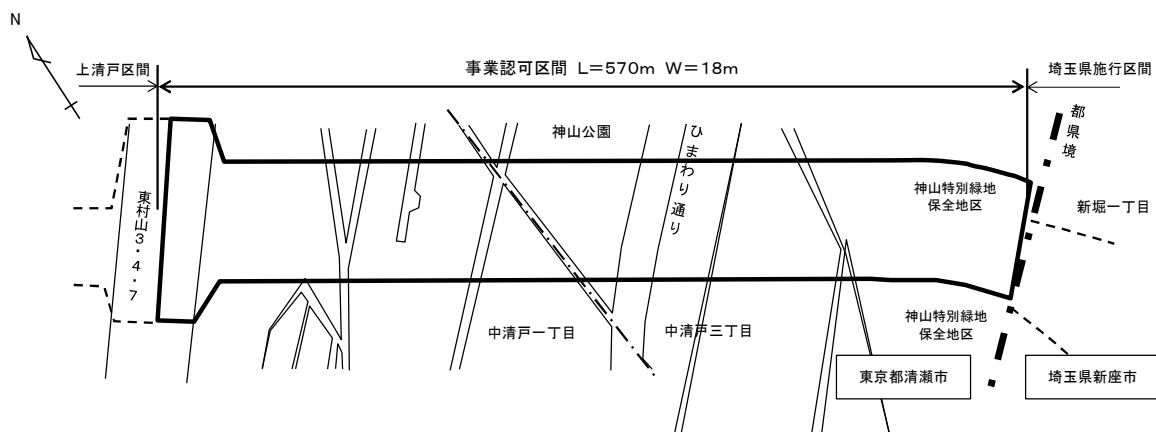 N
上清戸区間
事業認可区間 L=570m W=18m
埼玉県施行区間
都県境
神山公園
ひまわり通り
東村山3・4・7
神山特別緑地
保全地区
新堀一丁目
中清戸一丁目
中清戸三丁目
神山特別緑地
保全地区
東京都清瀬市
埼玉県新座市